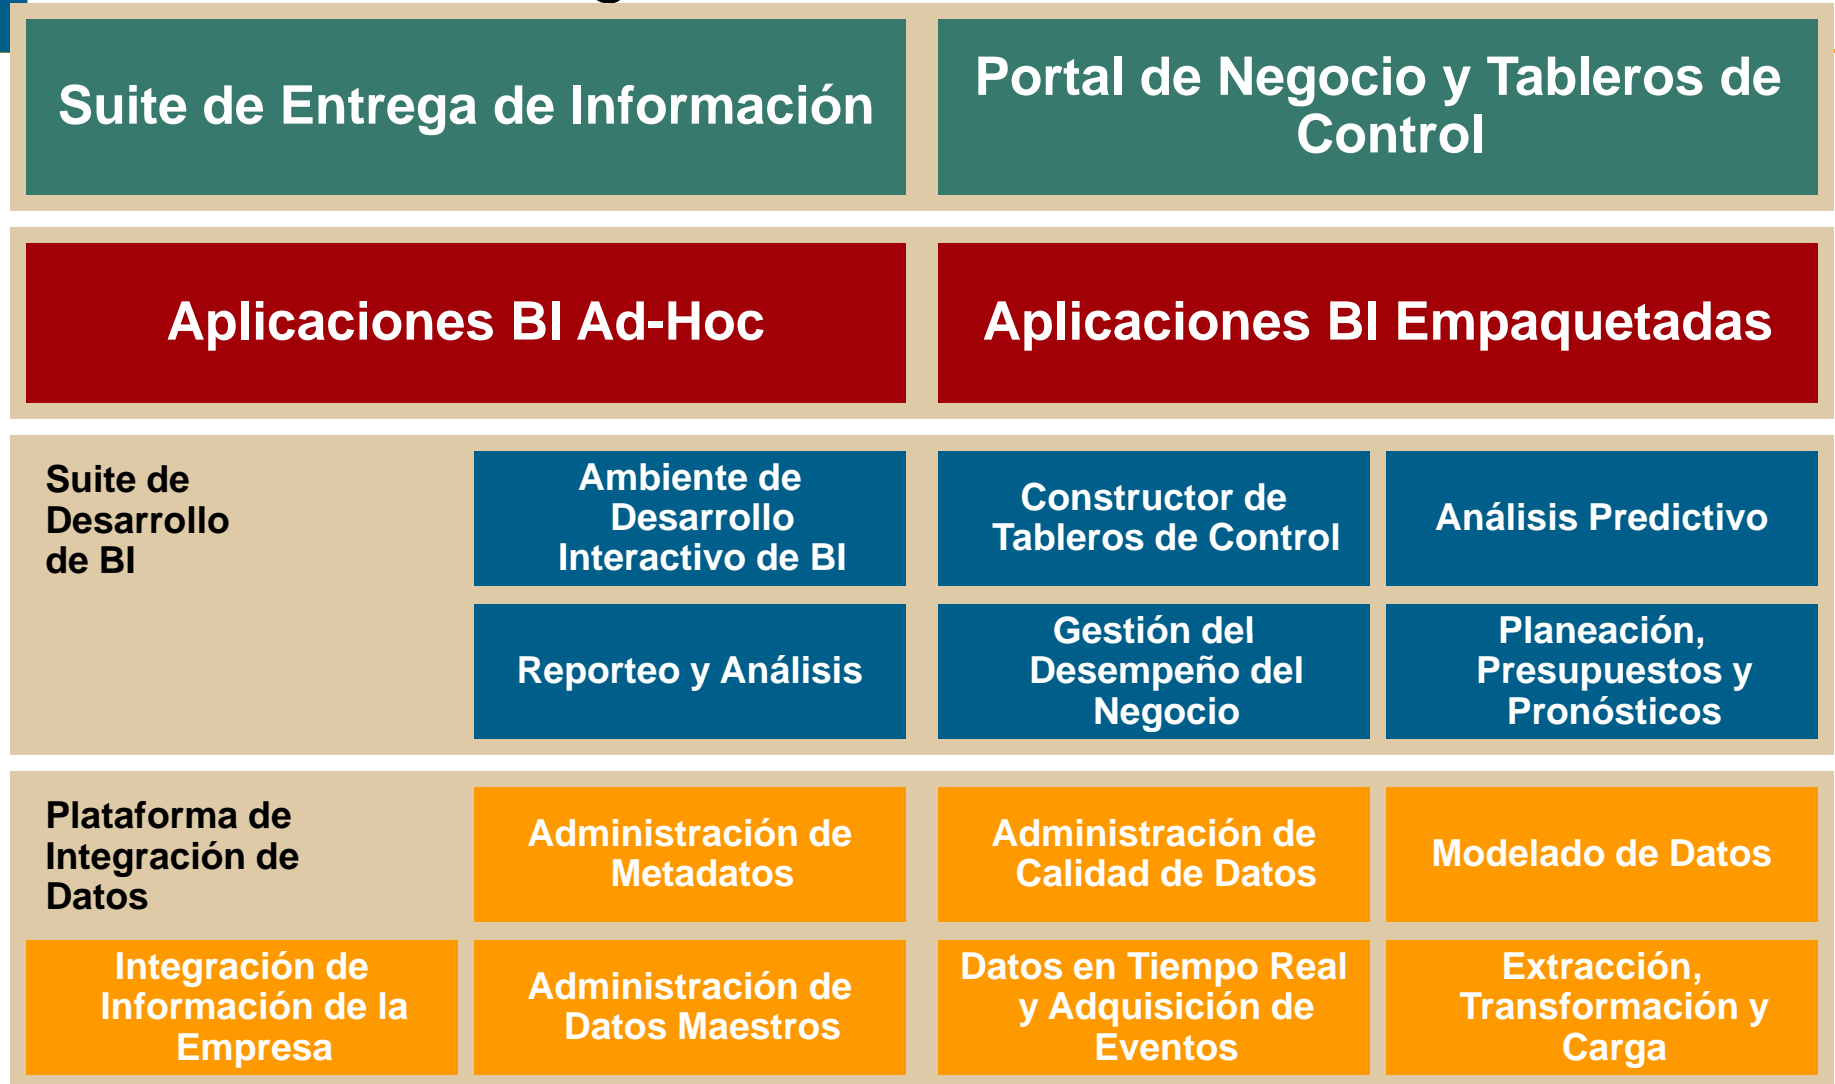 Suite de Entrega de Información
Portal de Negocio y Tableros de
Control
Aplicaciones BI Ad-Hoc
Aplicaciones BI Empaquetadas
Suite de
Desarrollo
de BI
Ambiente de
Desarrollo
Interactivo de BI
Constructor de
Tableros de Control
Análisis Predictivo
Reporteo y Análisis
Gestión del
Desempeño del
Negocio
Planeación,
Presupuestos y
Pronósticos
Plataforma de
Integración de
Datos
Administración de
Metadatos
Administración de
Calidad de Datos
Modelado de Datos
Integración de
Información de la
Empresa
Administración de
Datos Maestros
Datos en Tiempo Real
y Adquisición de
Eventos
Extracción,
Transformación y
Carga